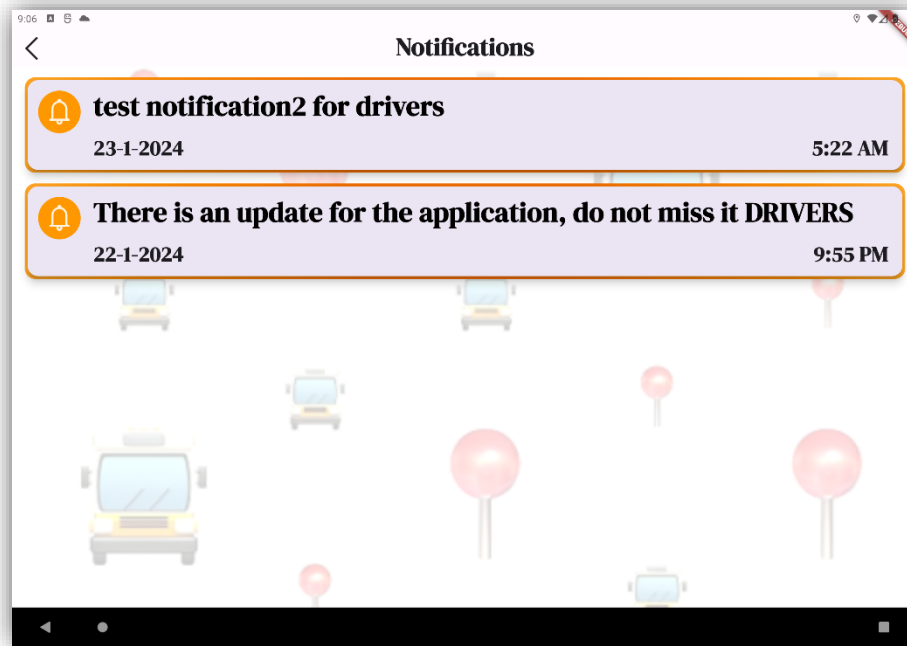 9:06
Notifications
test notification2 for drivers
23-1-2024
5:22 AM
There is an update for the application, do not miss it DRIVERS
22-1-2024
9:55 PM